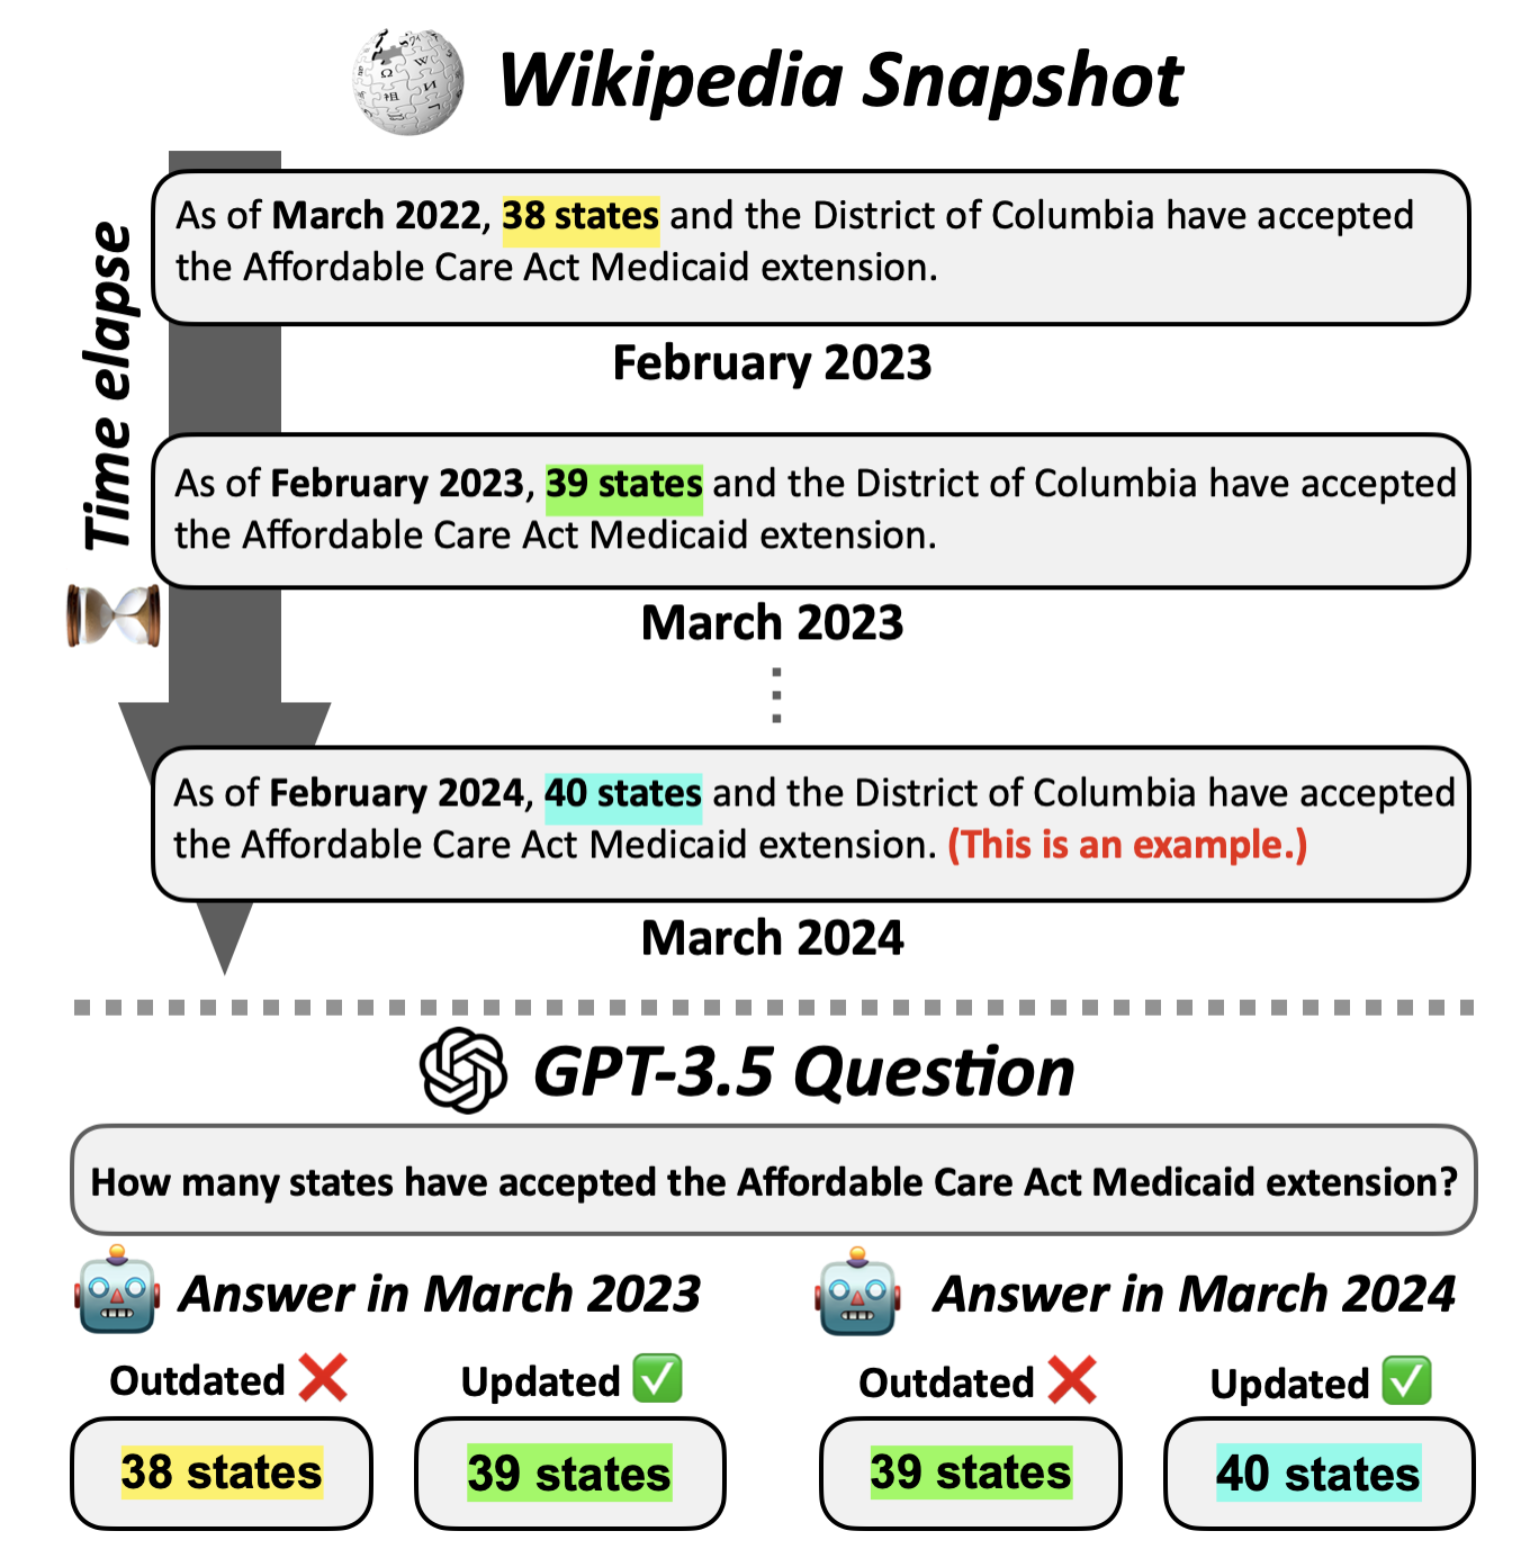 Wikipedia Snapshot
Time elapse
As of March 2022, 38 states and the District of Columbia have accepted
the Affordable Care Act Medicaid extension.
February 2023
As of February 2023, 39 states and the District of Columbia have accepted
the Affordable Care Act Medicaid extension.
March 2023
As of February 2024, 40 states and the District of Columbia have accepted
the Affordable Care Act Medicaid extension. (This is an example.)
March 2024
GPT-3.5 Question
How many states have accepted the Affordable Care Act Medicaid extension?
Answer in March 2023
Answer in March 2024
Outdated ❌ Updated ✅ Outdated ❌ Updated ✅
38 states 39 states 39 states 40 states